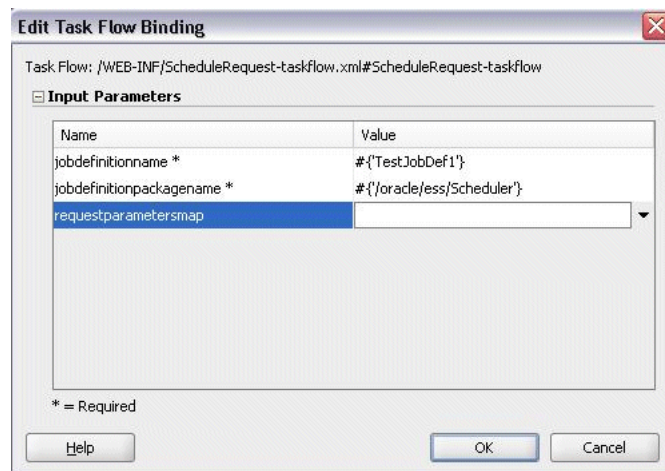 Edit Task Flow Binding
Task Flow: /WEB-INF/ScheduleRequest-taskflow.xml#ScheduleRequest-taskflow
Input Parameters
Name Value
jobdefinitionname * #{'TestJobDef1'}
jobdefinitionpackagename * #{'/oracle/ess/Scheduler'}
requestparametersmap
* = Required
Help OK Cancel